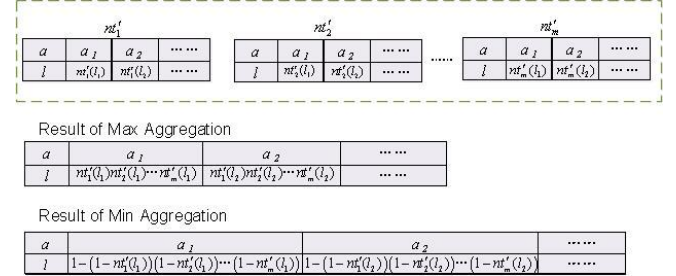 nt′₁ nt′₂ nt′ₘ
a a₁ a₂ ······ a a₁ a₂ ······ ······ a a₁ a₂ ······
l nt′₁(l₁) nt′₁(l₂) ······ l nt′₂(l₁) nt′₂(l₂) ······ l nt′ₘ(l₁) nt′ₘ(l₂) ······
Result of Max Aggregation
a a₁ a₂ ······
l nt′₁(l₁)nt′₂(l₁)···nt′ₘ(l₁) nt′₁(l₂)nt′₂(l₂)···nt′ₘ(l₂) ······
Result of Min Aggregation
a a₁ a₂ ······
l 1−(1−nt′₁(l₁))(1−nt′₂(l₁))···(1−nt′ₘ(l₁)) 1−(1−nt′₁(l₂))(1−nt′₂(l₂))···(1−nt′ₘ(l₂)) ······